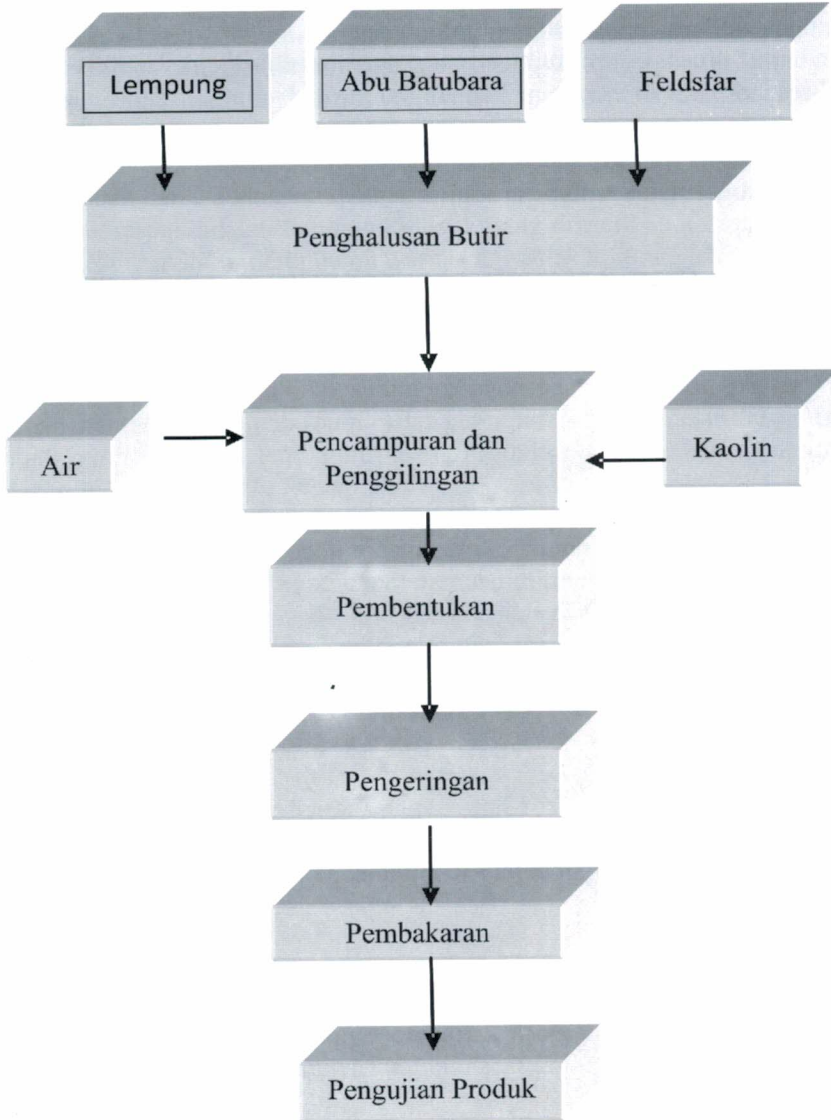 Lempung
Abu Batubara
Feldsfar
Penghalusan Butir
Air
Pencampuran dan
Penggilingan
Kaolin
Pembentukan
Pengeringan
Pembakaran
Pengujian Produk